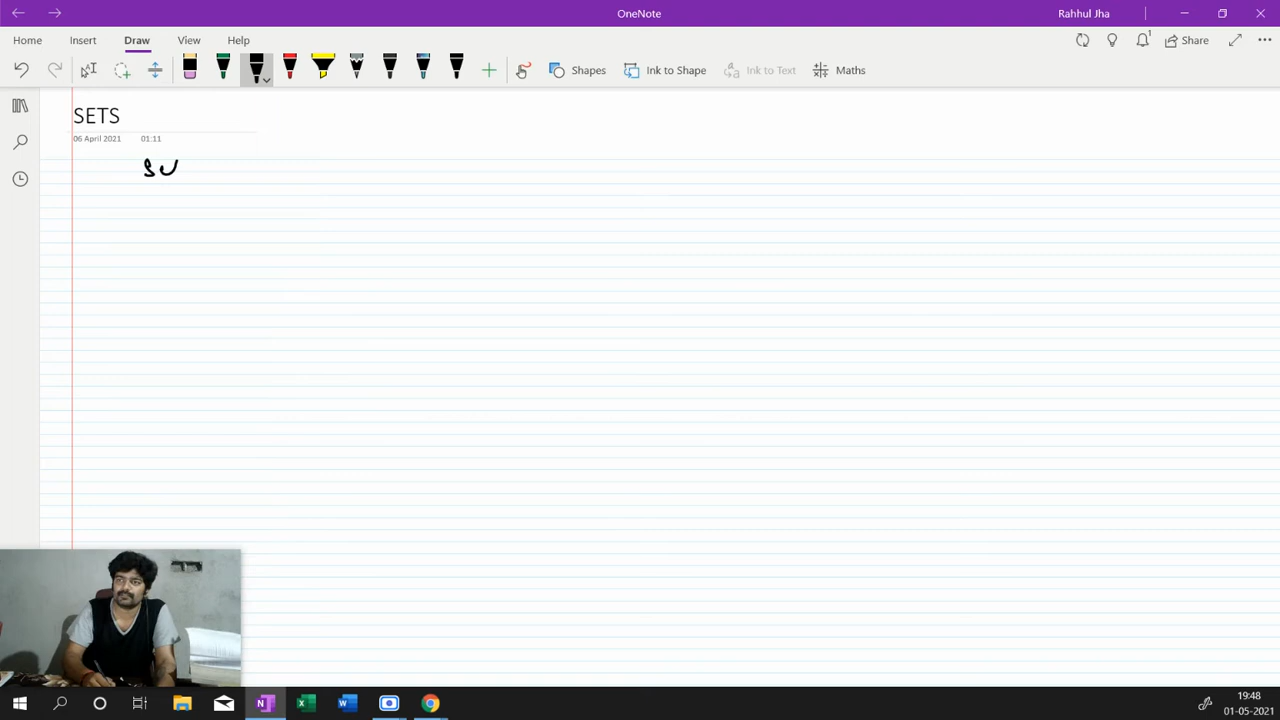 OneNote
Rahhul Jha
Home Insert Draw View Help
Share
Shapes Ink to Shape Ink to Text Maths
SETS
06 April 2021 01:11
su
19:48
01-05-2021